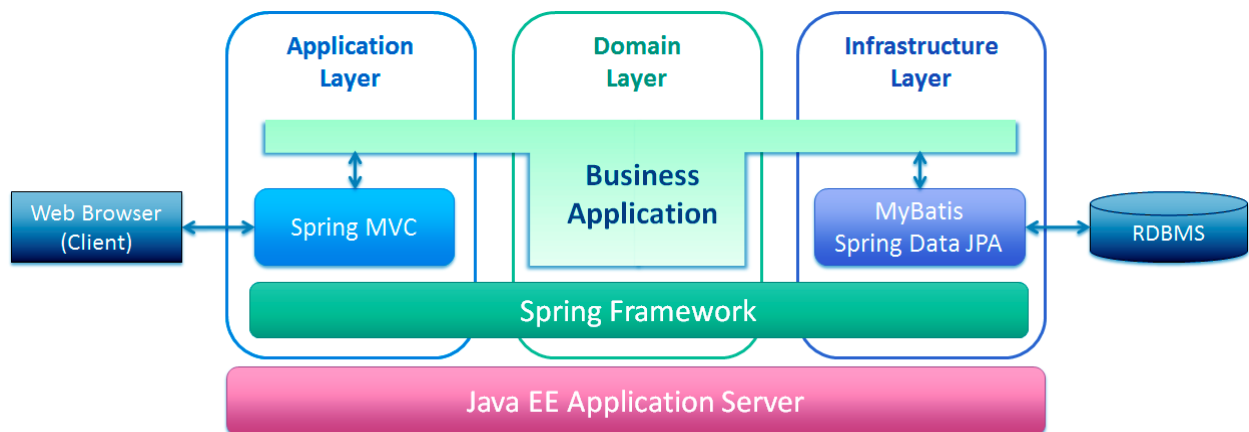 Application
Layer
Domain
Layer
Infrastructure
Layer
Business
Application
Web Browser
(Client)
Spring MVC
MyBatis
Spring Data JPA
RDBMS
Spring Framework
Java EE Application Server